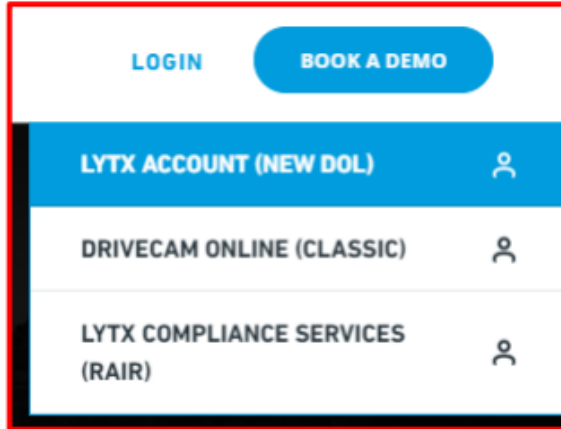 LOGIN
BOOK A DEMO
LYTX ACCOUNT (NEW DOL)
DRIVECAM ONLINE (CLASSIC)
LYTX COMPLIANCE SERVICES
(RAIR)